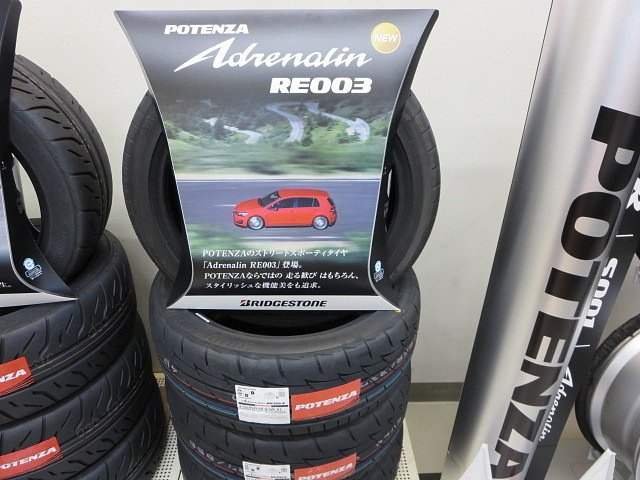 POTENZA
Adrenalin
NEW
RE003
POTENZAのストリートスポーティタイヤ
「Adrenalin RE003」登場。
POTENZAならではの 走る歓び はもちろん、
スタイリッシュな機能美をも追求。
BRIDGESTONE
POTENZA
POTENZA
Adrenalin RE003
POTENZA
POTENZA
POTENZA
S001
Adrenalin